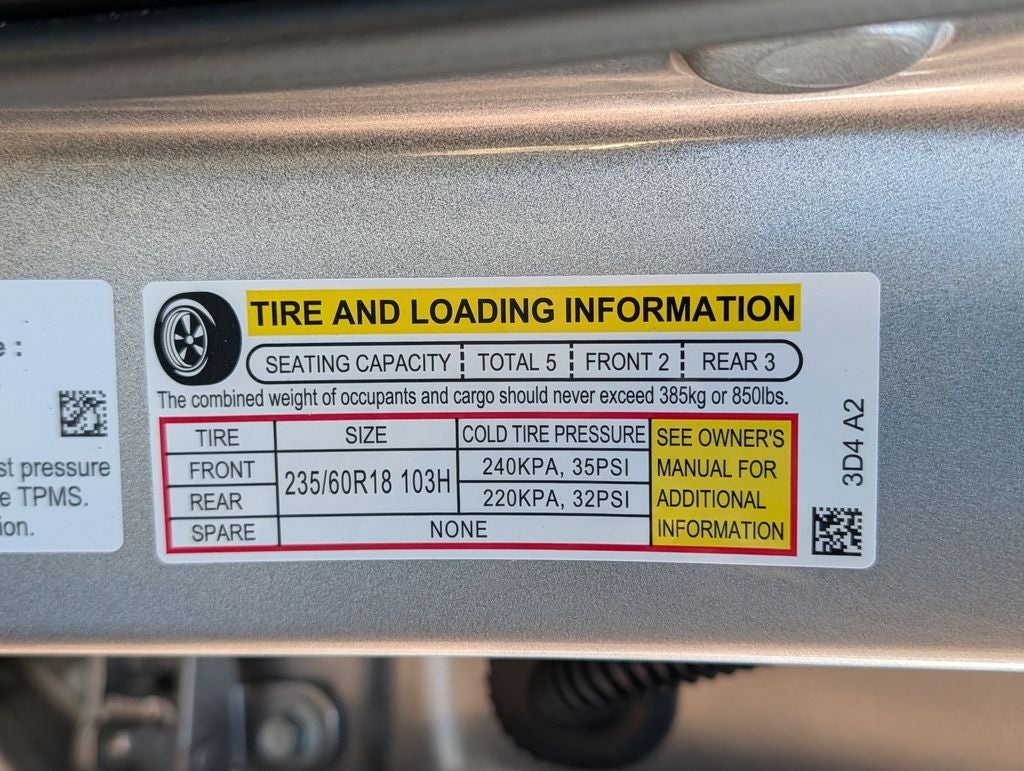 TIRE AND LOADING INFORMATION
SEATING CAPACITY TOTAL 5 FRONT 2 REAR 3
The combined weight of occupants and cargo should never exceed 385kg or 850lbs.
TIRE SIZE COLD TIRE PRESSURE SEE OWNER'S
FRONT 235/60R18 103H 240KPA, 35PSI MANUAL FOR
REAR 220KPA, 32PSI ADDITIONAL
SPARE NONE INFORMATION
3D4 A2
e :
st pressure
e TPMS.
ion.